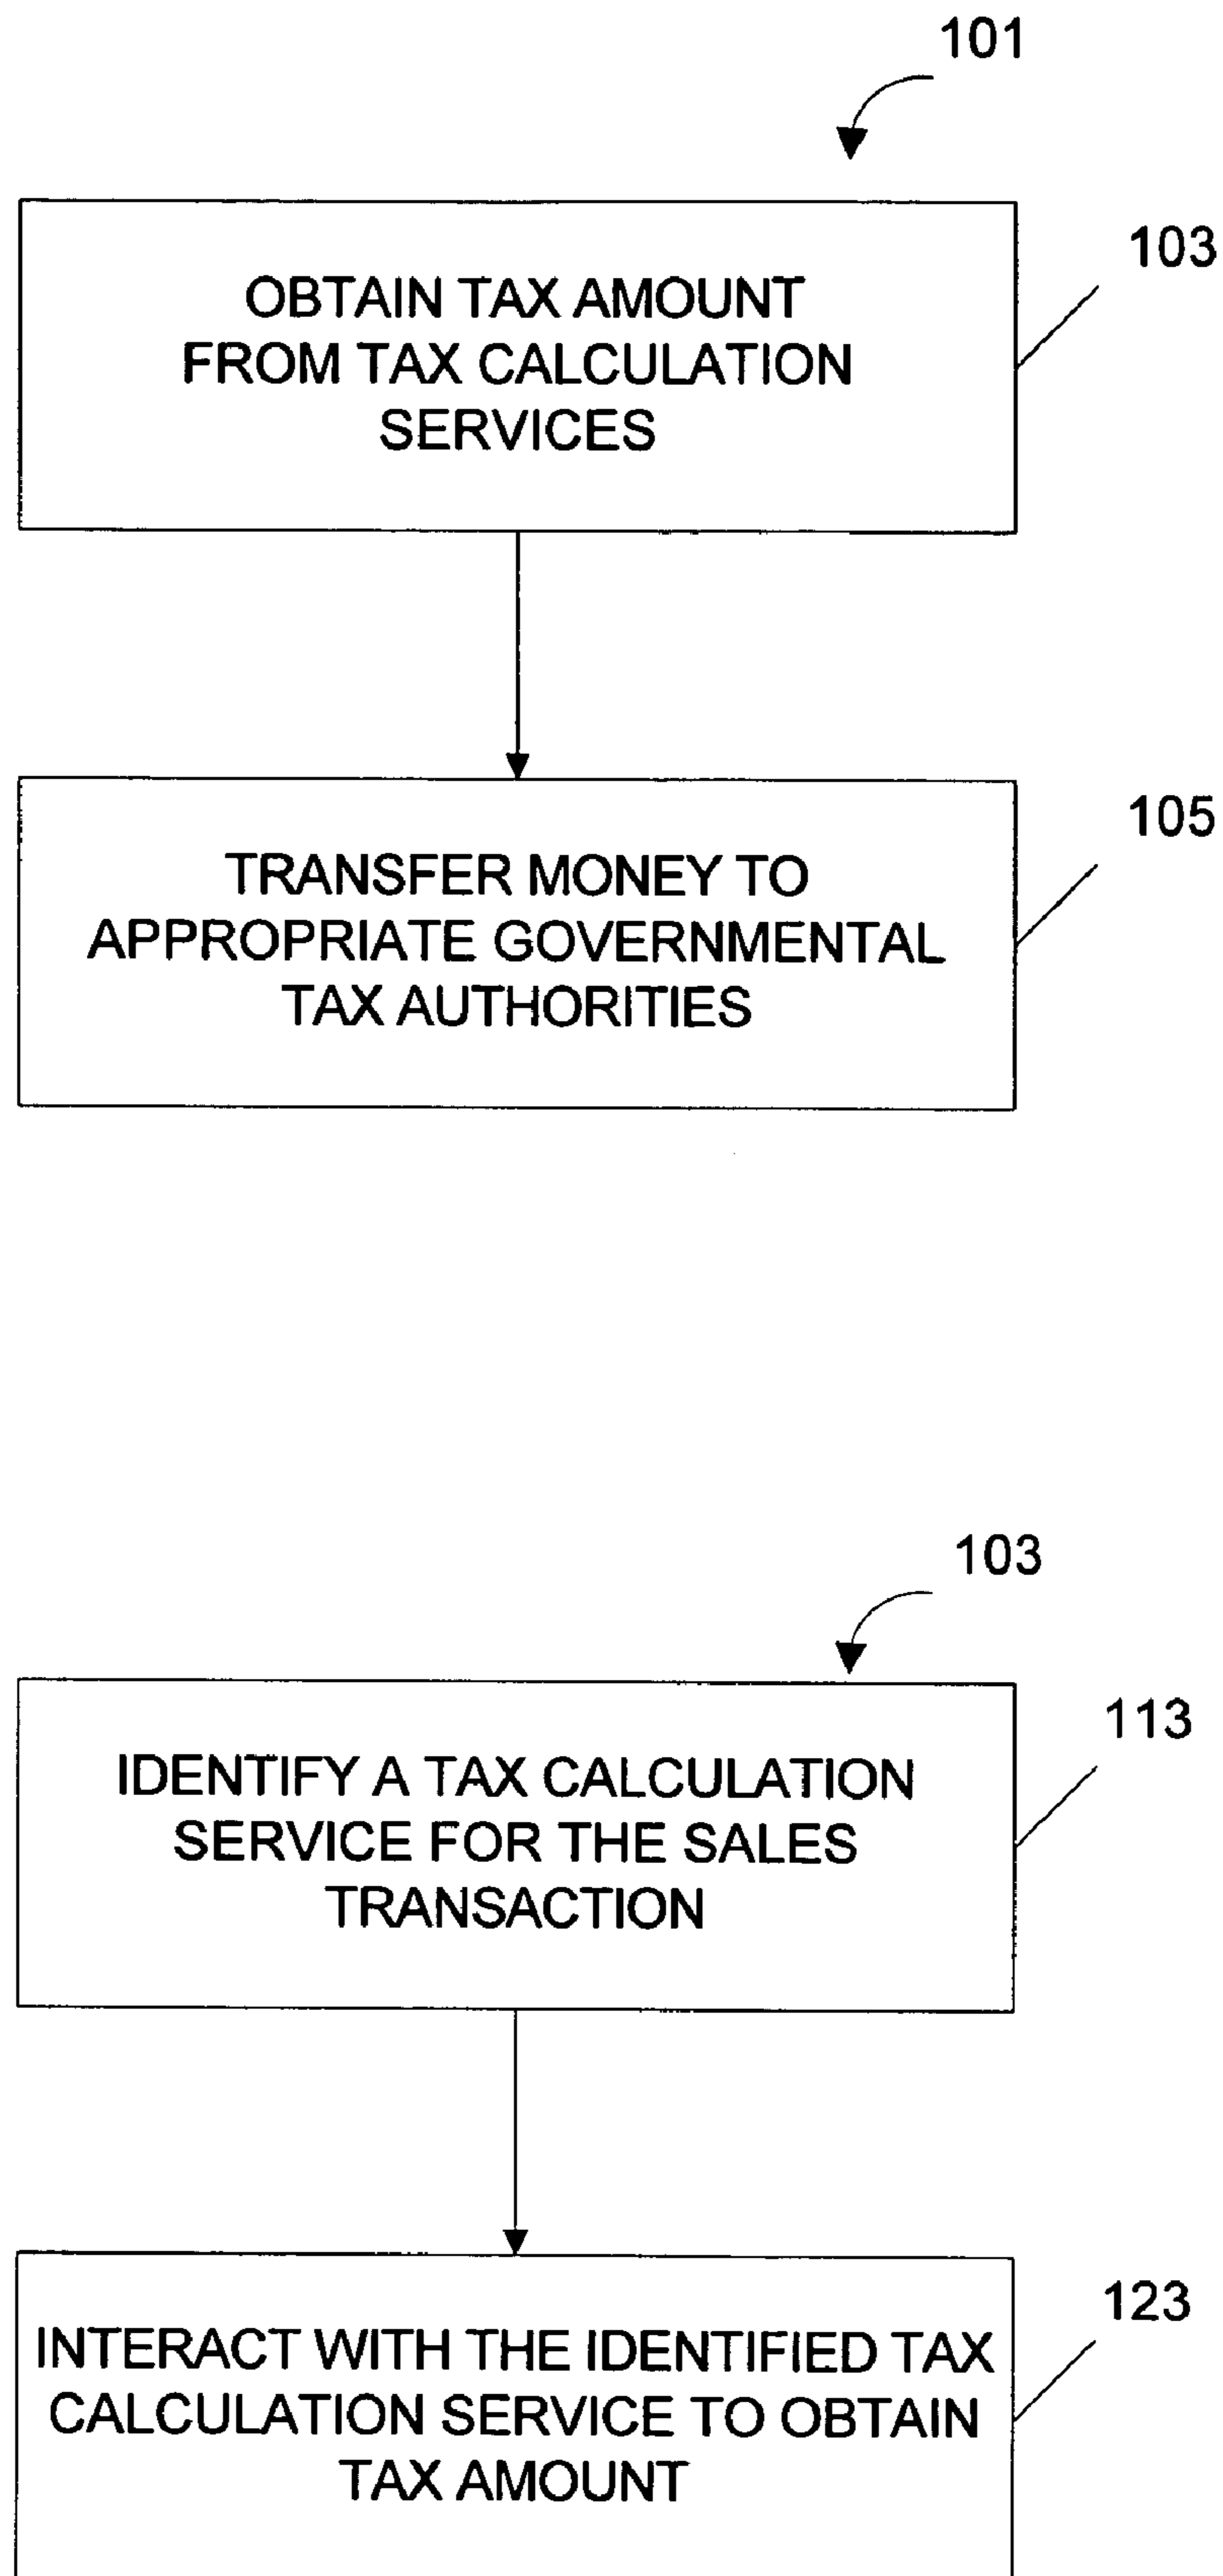 101
103
OBTAIN TAX AMOUNT
FROM TAX CALCULATION
SERVICES
105
TRANSFER MONEY TO
APPROPRIATE GOVERNMENTAL
TAX AUTHORITIES
103
113
IDENTIFY A TAX CALCULATION
SERVICE FOR THE SALES
TRANSACTION
123
INTERACT WITH THE IDENTIFIED TAX
CALCULATION SERVICE TO OBTAIN
TAX AMOUNT